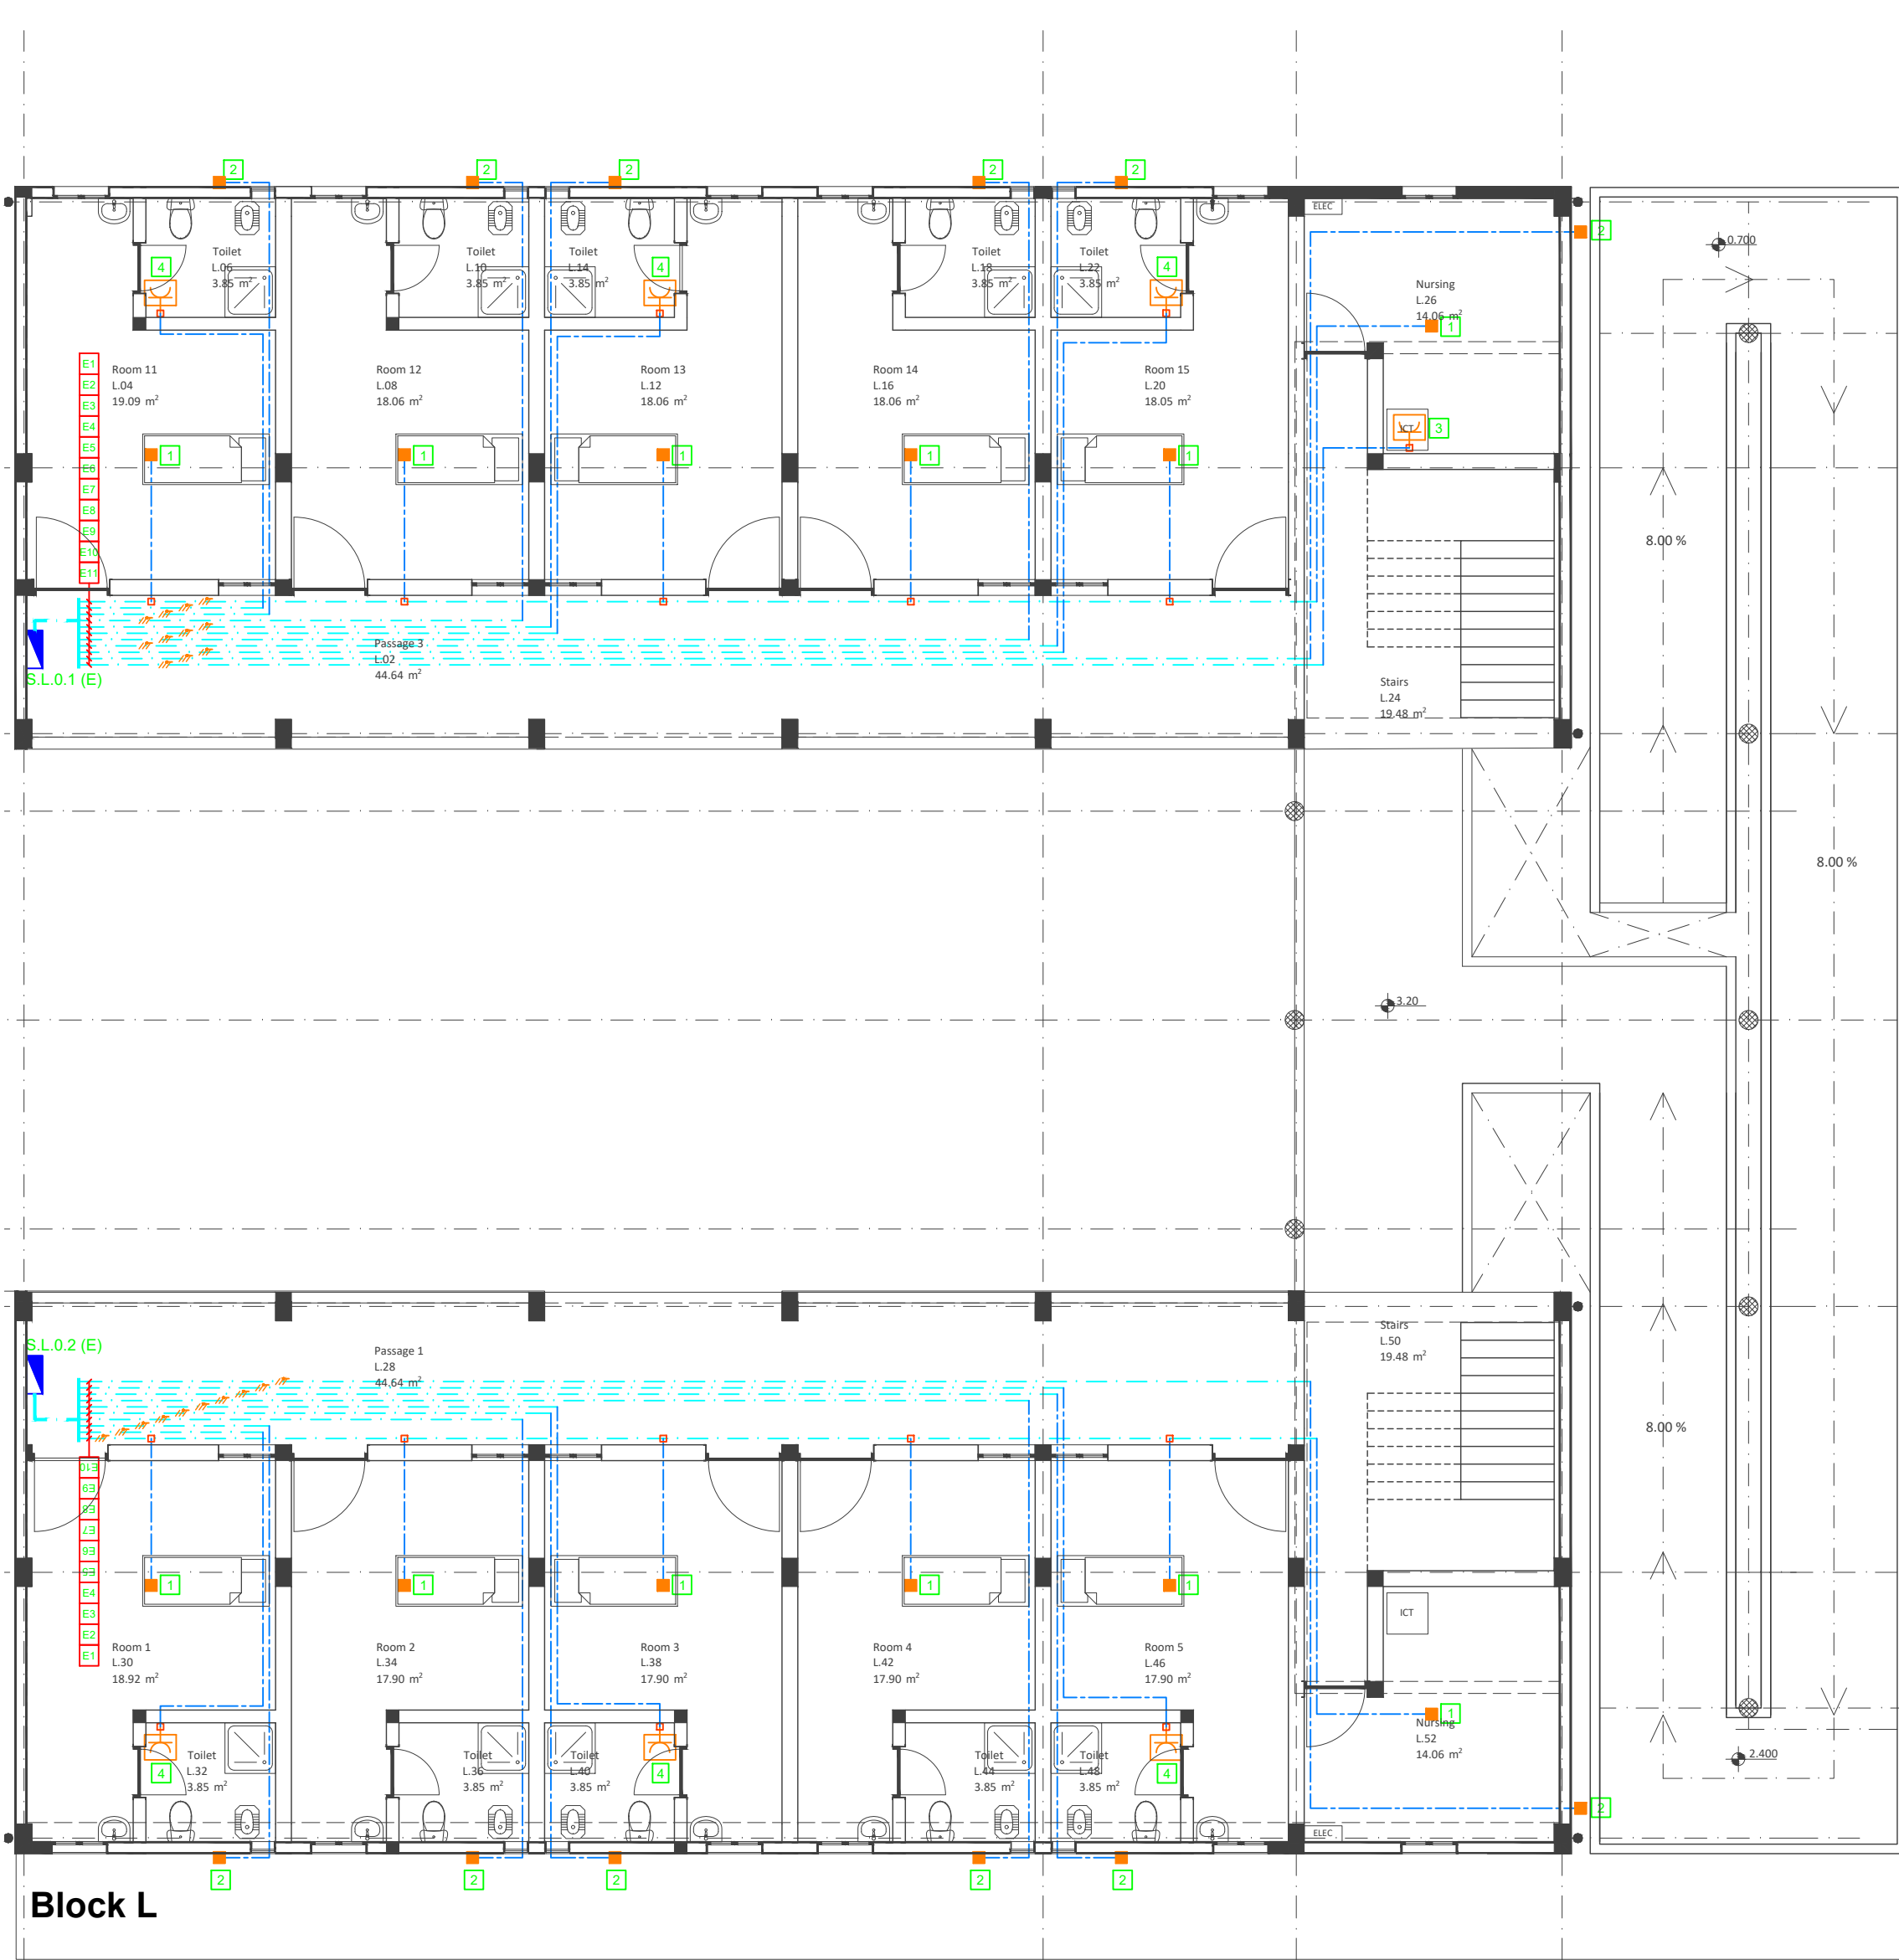 2 2 2 2 2
ELEC
2
0.700
Toilet
L.06
3.85 m²
Toilet
L.10
3.85 m²
Toilet
L.14
3.85 m²
Toilet
L.18
3.85 m²
Toilet
L.22
3.85 m²
4 4 4
Nursing
L.26
14.06 m²
1
Room 11
L.04
19.09 m²
Room 12
L.08
18.06 m²
Room 13
L.12
18.06 m²
Room 14
L.16
18.06 m²
Room 15
L.20
18.05 m²
E1
E2
E3
E4
E5
E6
E7
E8
E9
E10
E11
ICT
3
1 1 1 1 1
8.00 %
Passage 3
L.02
44.64 m²
S.L.0.1 (E)
Stairs
L.24
19.48 m²
8.00 %
3.20
S.L.0.2 (E)
Passage 1
L.28
44.64 m²
Stairs
L.50
19.48 m²
8.00 %
E10
E9
E8
E7
E6
E5
E4
E3
E2
E1
1 1 1 1 1
ICT
Room 1
L.30
18.92 m²
Room 2
L.34
17.90 m²
Room 3
L.38
17.90 m²
Room 4
L.42
17.90 m²
Room 5
L.46
17.90 m²
1
Nursing
L.52
14.06 m²
2.400
Toilet
L.32
3.85 m²
Toilet
L.36
3.85 m²
Toilet
L.40
3.85 m²
Toilet
L.44
3.85 m²
Toilet
L.48
3.85 m²
4 4 4
2
ELEC
2 2 2 2 2
Block L